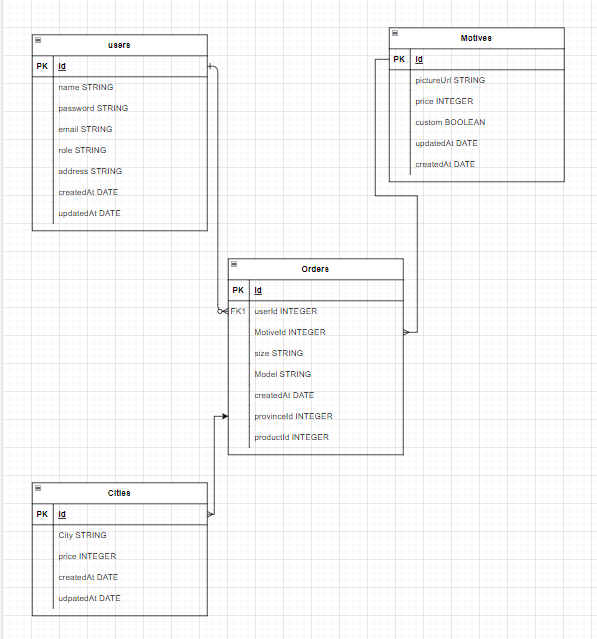 users
PK id
name STRING
password STRING
email STRING
role STRING
address STRING
createdAt DATE
updatedAt DATE
Motives
PK id
pictureUrl STRING
price INTEGER
custom BOOLEAN
updatedAt DATE
createdAt DATE
Orders
PK id
FK1 userId INTEGER
MotiveId INTEGER
size STRING
Model STRING
createdAt DATE
provinceId INTEGER
productId INTEGER
Cities
PK id
City STRING
price INTEGER
createdAt DATE
udpatedAt DATE